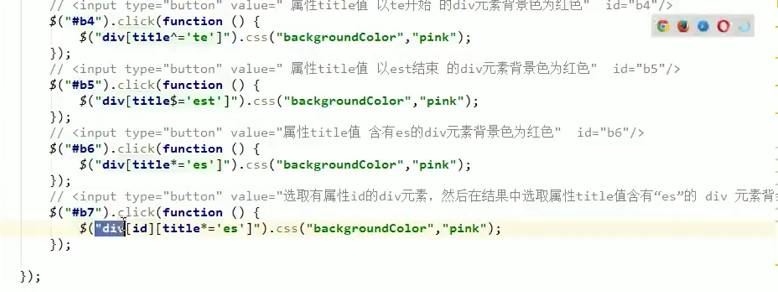 // <input type="button" value=" 属性title值 以te开始 的div元素背景色为红色"  id="b4"/>
$("#b4").click(function () {
$("div[title^='te']").css("backgroundColor","pink");
});
// <input type="button" value=" 属性title值 以est结束 的div元素背景色为红色"  id="b5"/>
$("#b5").click(function () {
$("div[title$='est']").css("backgroundColor","pink");
});
// <input type="button" value="属性title值 含有es的div元素背景色为红色"  id="b6"/>
$("#b6").click(function () {
$("div[title*='es']").css("backgroundColor","pink");
});
// <input type="button" value="选取有属性id的div元素，然后在结果中选取属性title值含有“es”的 div 元素背
$("#b7").click(function () {
$("div[id][title*='es']").css("backgroundColor","pink");
});
});